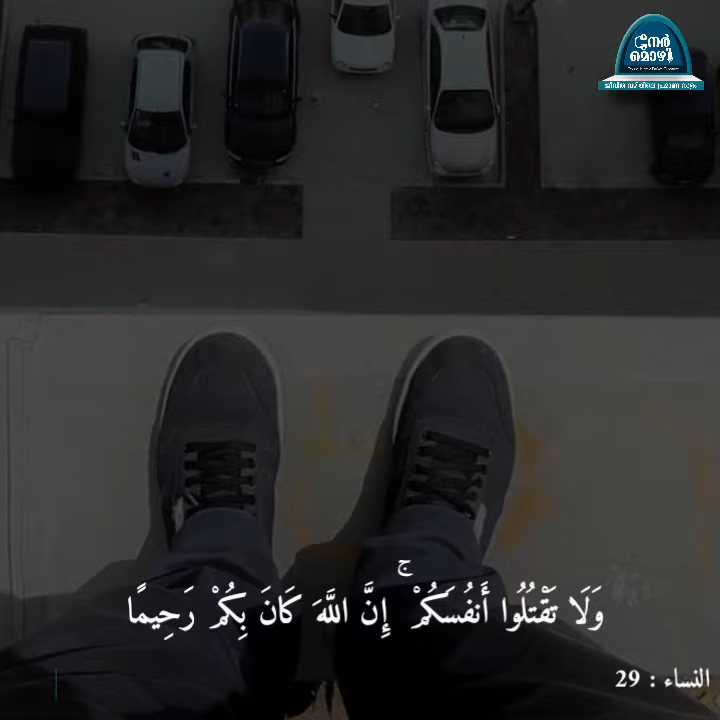 നേർ
മൊഴി
وَلَا تَقْتُلُوا أَنفُسَكُمْ ۚ إِنَّ اللَّهَ كَانَ بِكُمْ رَحِيمًا
النساء : 29